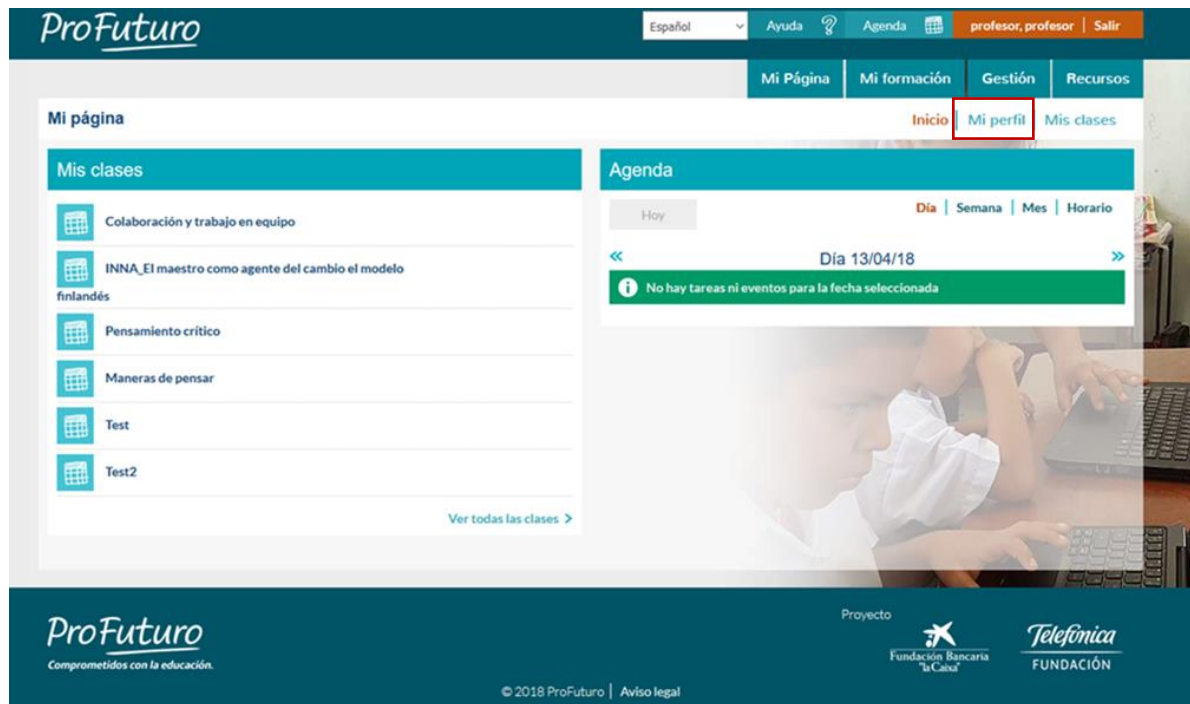 ProFuturo
Español
Ayuda
Agenda
profesor, profesor | Salir
Mi Página
Mi formación
Gestión
Recursos
Mi página
Inicio | Mi perfil | Mis clases
Mis clases
Colaboración y trabajo en equipo
INNA_El maestro como agente del cambio el modelo
finlandés
Pensamiento crítico
Maneras de pensar
Test
Test2
Ver todas las clases >
Agenda
Hoy
Día | Semana | Mes | Horario
« Día 13/04/18 »
No hay tareas ni eventos para la fecha seleccionada
ProFuturo
Comprometidos con la educación.
Proyecto
Fundación Bancaria
"la Caixa"
Telefónica
FUNDACIÓN
© 2018 ProFuturo | Aviso legal